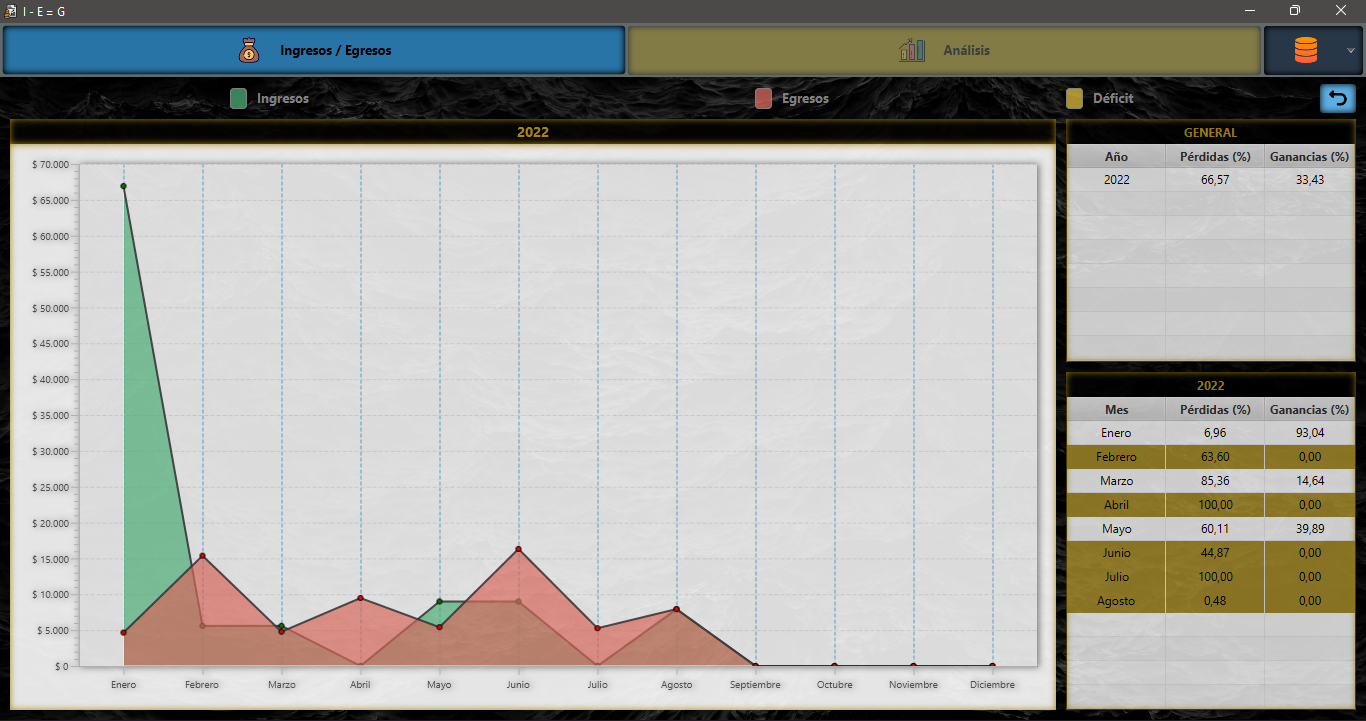 I - E = G
Ingresos / Egresos
Análisis
Ingresos
Egresos
Déficit
2022
$ 70.000
$ 65.000
$ 60.000
$ 55.000
$ 50.000
$ 45.000
$ 40.000
$ 35.000
$ 30.000
$ 25.000
$ 20.000
$ 15.000
$ 10.000
$ 5.000
$ 0
Enero Febrero Marzo Abril Mayo Junio Julio Agosto Septiembre Octubre Noviembre Diciembre
GENERAL
Año Pérdidas (%) Ganancias (%)
2022 66,57 33,43
2022
Mes Pérdidas (%) Ganancias (%)
Enero 6,96 93,04
Febrero 63,60 0,00
Marzo 85,36 14,64
Abril 100,00 0,00
Mayo 60,11 39,89
Junio 44,87 0,00
Julio 100,00 0,00
Agosto 0,48 0,00